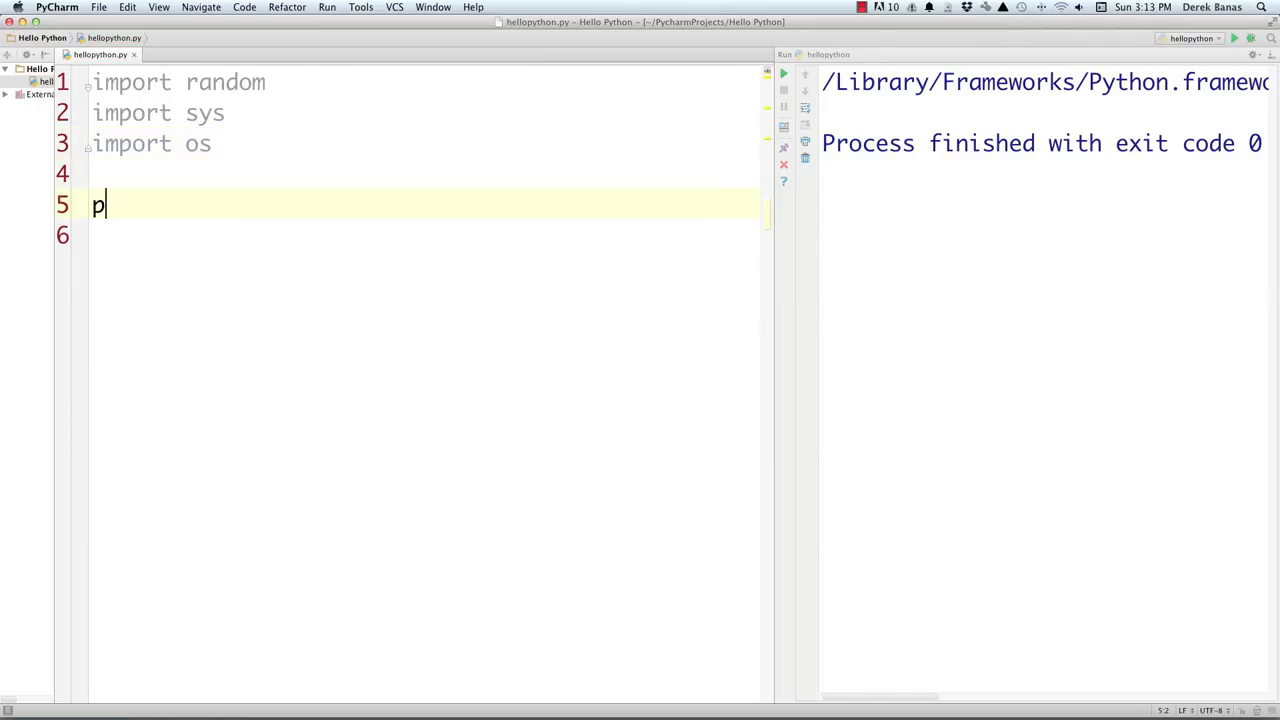 PyCharm File Edit View Navigate Code Refactor Run Tools VCS Window Help 10 Sun 3:13 PM Derek Banas
hellopython.py – Hello Python – [~/PycharmProjects/Hello Python]
Hello Python hellopython.py hellopython
hellopython.py Run hellopython
Hello P
hell
Extern
1 import random
2 import sys
3 import os
4
5 p
6
/Library/Frameworks/Python.framewo
Process finished with exit code 0
5:2 LF UTF-8